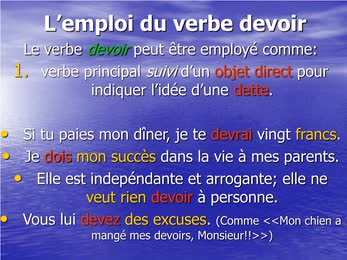 L'emploi du verbe devoir
Le verbe devoir peut être employé comme:
1. verbe principal suivi d'un objet direct pour
indiquer l'idée d'une dette.
• Si tu paies mon dîner, je te devrai vingt francs.
• Je dois mon succès dans la vie à mes parents.
• Elle est indepéndante et arrogante; elle ne
veut rien devoir à personne.
• Vous lui devez des excuses. (Comme <<Mon chien a
mangé mes devoirs, Monsieur!!>>)